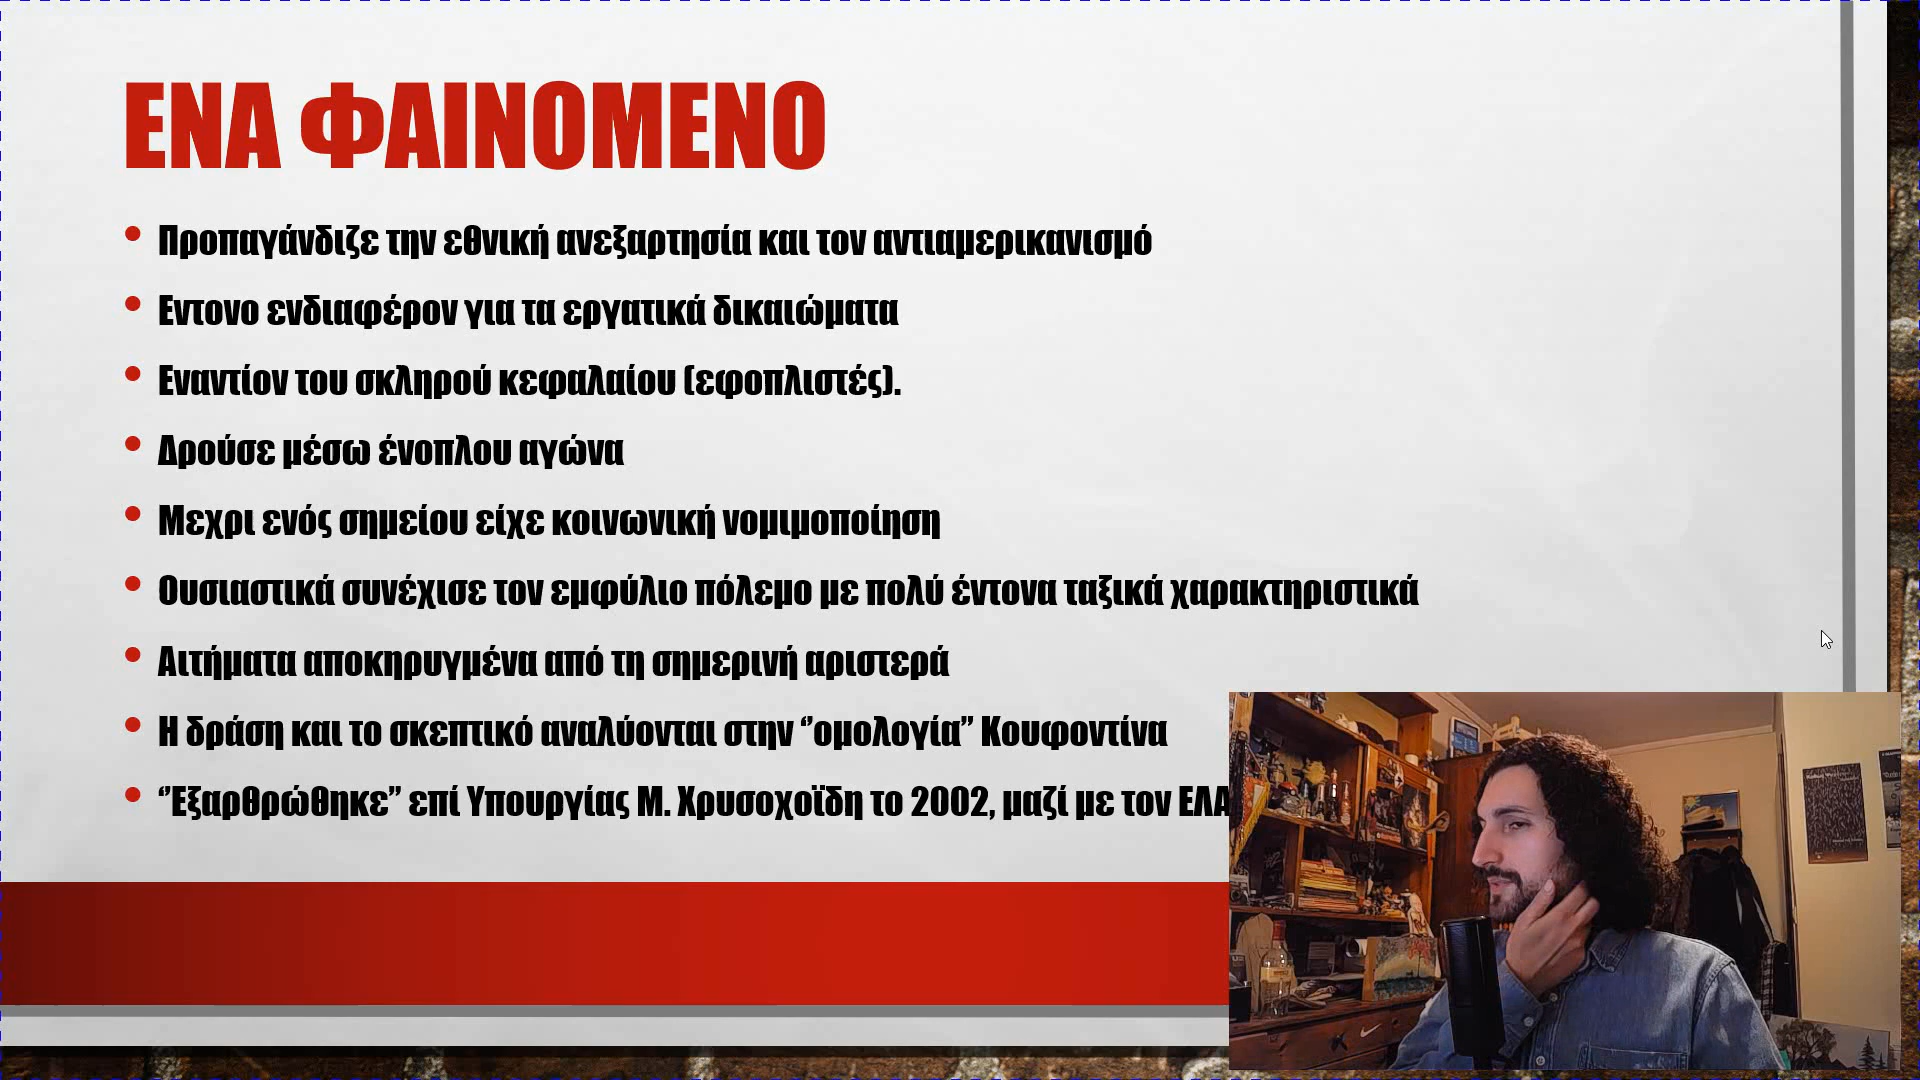 ΕΝΑ ΦΑΙΝΟΜΕΝΟ
• Προπαγάνδιζε την εθνική ανεξαρτησία και τον αντιαμερικανισμό
• Εντονο ενδιαφέρον για τα εργατικά δικαιώματα
• Εναντίον του σκληρού κεφαλαίου (εφοπλιστές).
• Δρούσε μέσω ένοπλου αγώνα
• Μεχρι ενός σημείου είχε κοινωνική νομιμοποίηση
• Ουσιαστικά συνέχισε τον εμφύλιο πόλεμο με πολύ έντονα ταξικά χαρακτηριστικά
• Αιτήματα αποκηρυγμένα από τη σημερινή αριστερά
• Η δράση και το σκεπτικό αναλύονται στην ‘’ομολογία’’ Κουφοντίνα
• ‘’Εξαρθρώθηκε’’ επί Υπουργίας Μ. Χρυσοχοϊδη το 2002, μαζί με τον ΕΛΑ